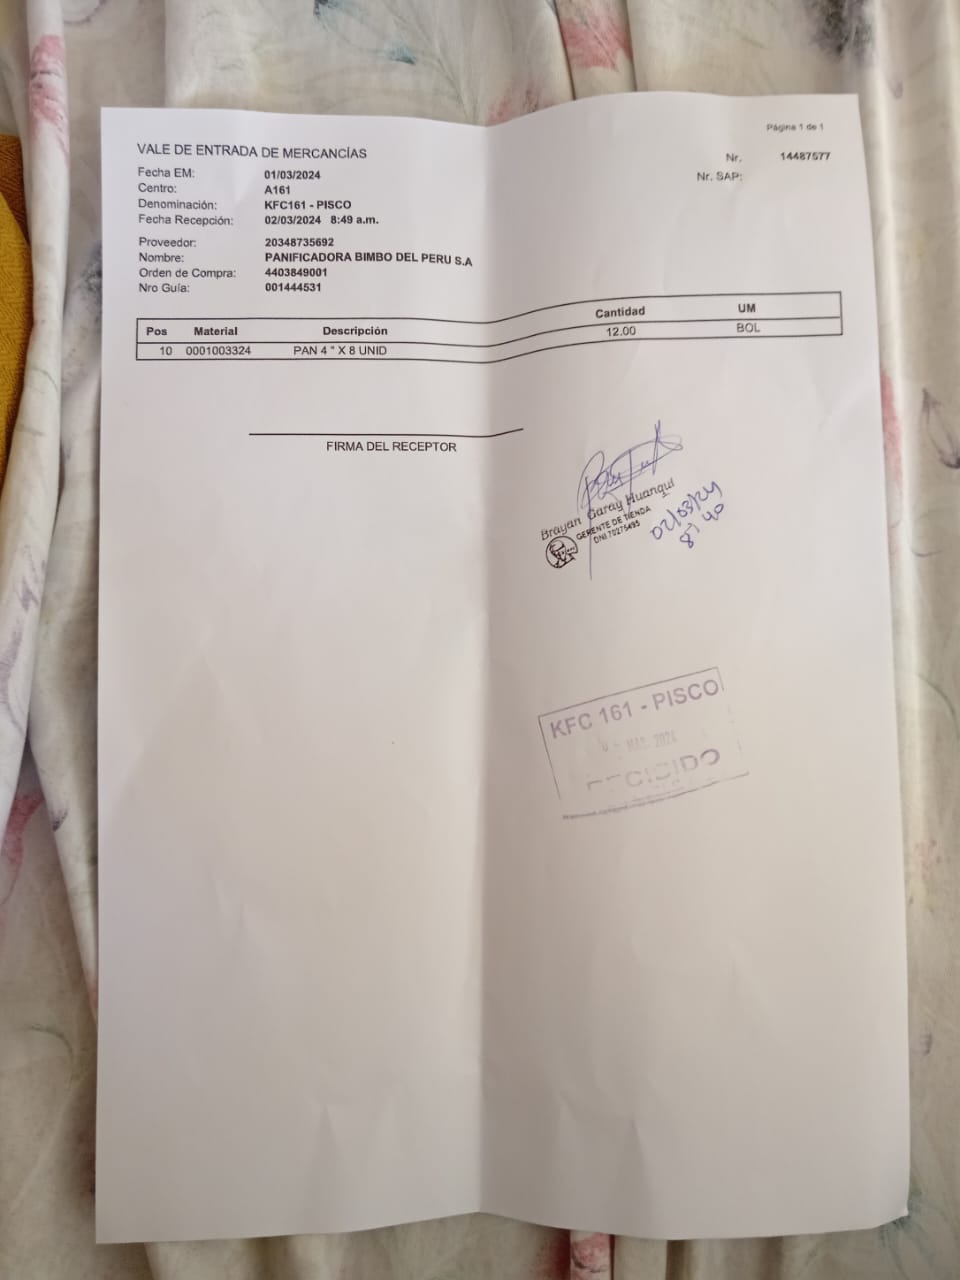 Página 1 de 1
VALE DE ENTRADA DE MERCANCÍAS
Nr. 14487577
Nr. SAP:
Fecha EM: 01/03/2024
Centro: A161
Denominación: KFC161 - PISCO
Fecha Recepción: 02/03/2024 8:49 a.m.
Proveedor: 20348735692
Nombre: PANIFICADORA BIMBO DEL PERU S.A
Orden de Compra: 4403849001
Nro Guía: 001444531
Pos Material Descripción Cantidad UM
10 0001003324 PAN 4 " X 8 UNID 12.00 BOL
FIRMA DEL RECEPTOR
Brayan Garay Huanqui
GERENTE DE TIENDA
DNI 70275495
02/03/24
8:40
KFC 161 - PISCO
MAR. 2024
RECIBIDO